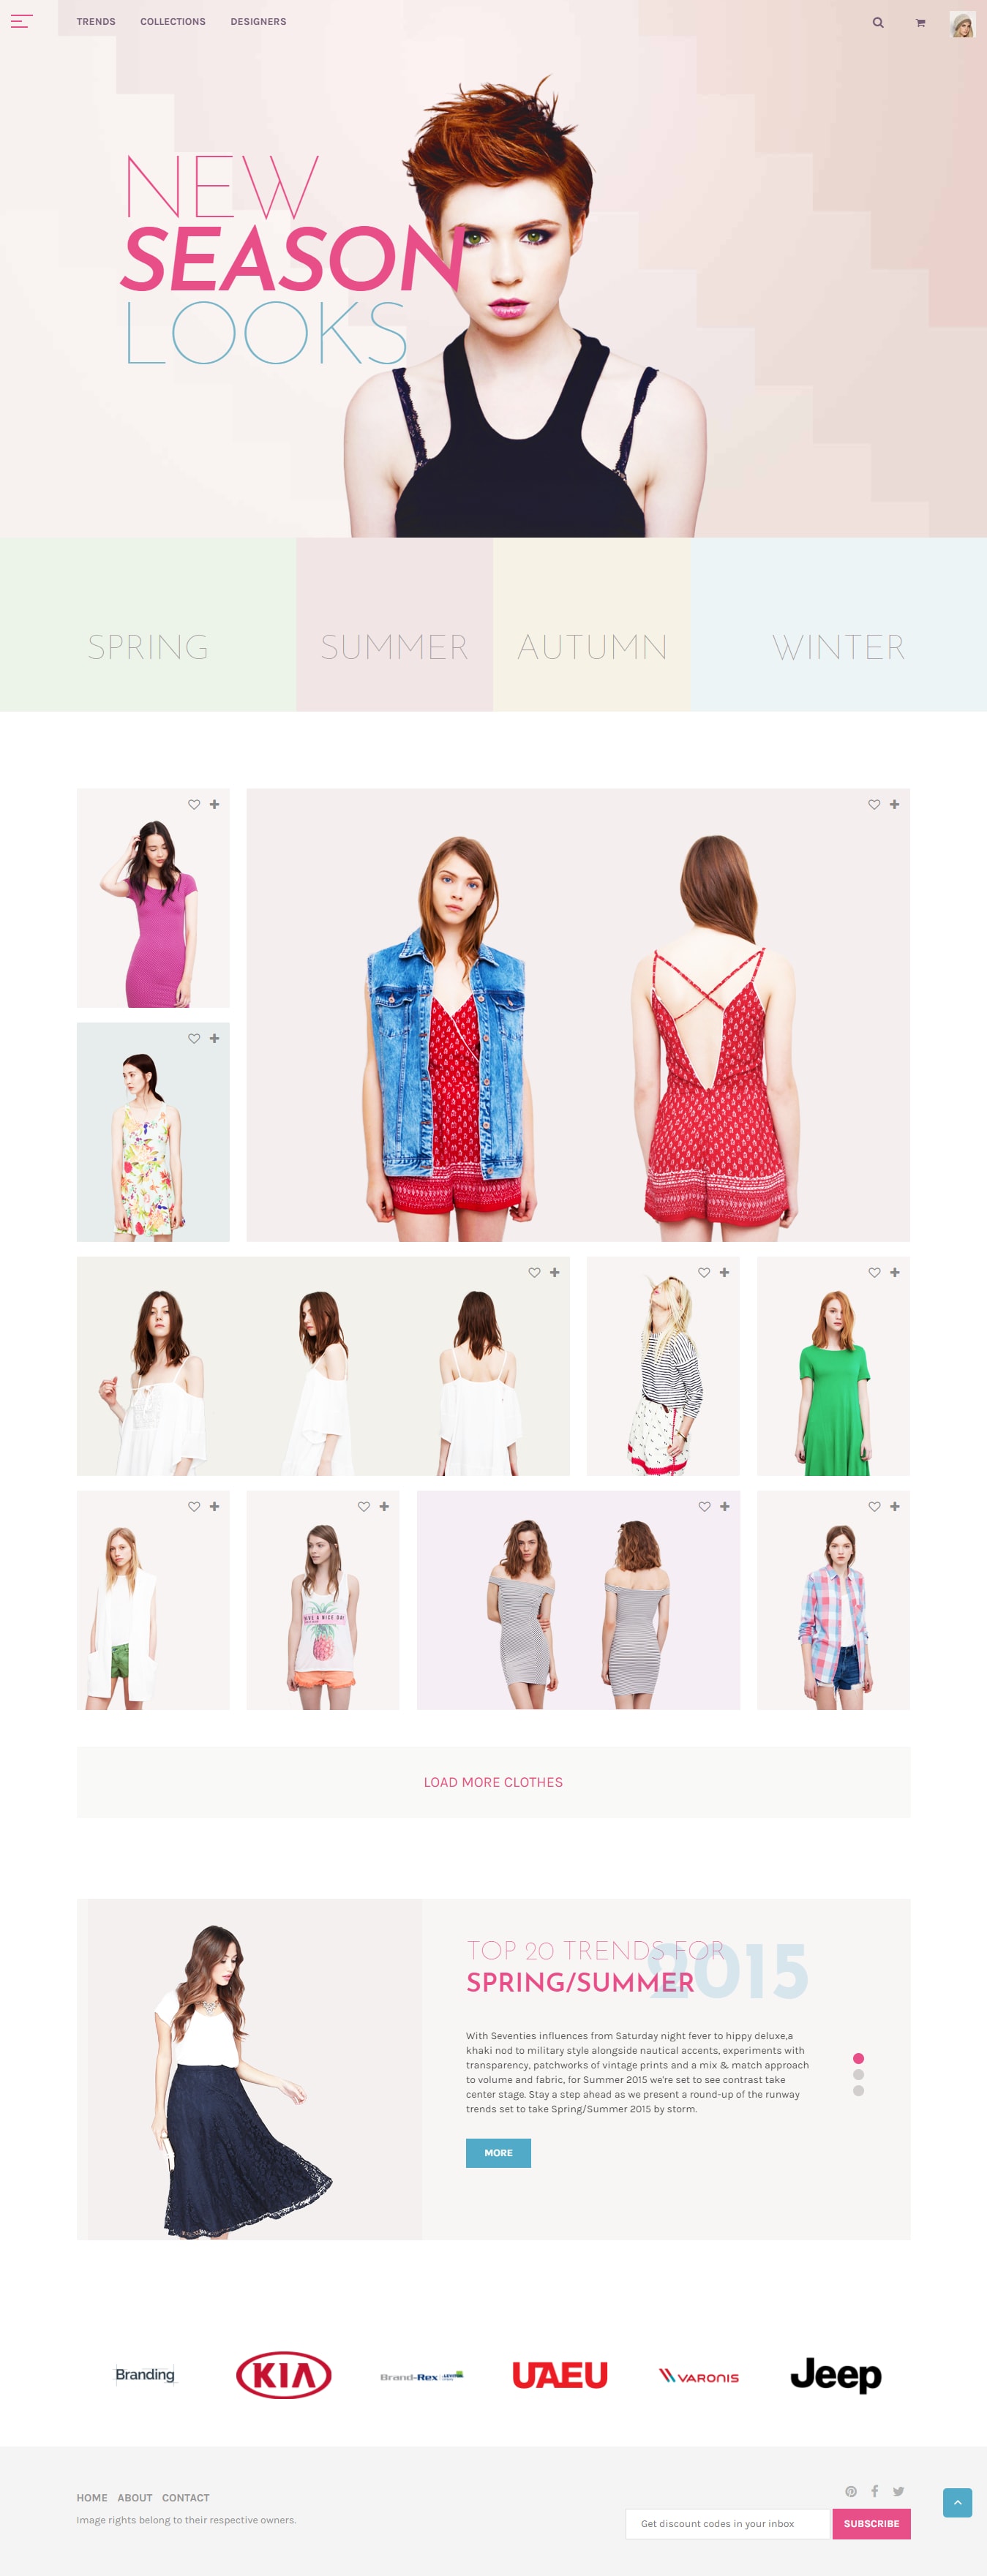 TRENDS COLLECTIONS DESIGNERS
NEW
SEASON
LOOKS
SPRING SUMMER AUTUMN WINTER
LOAD MORE CLOTHES
2015
TOP 20 TRENDS FOR
SPRING/SUMMER
With Seventies influences from Saturday night fever to hippy deluxe,a
khaki nod to military style alongside nautical accents, experiments with
transparency, patchworks of vintage prints and a mix & match approach
to volume and fabric, for Summer 2015 we're set to see contrast take
center stage. Stay a step ahead as we present a round-up of the runway
trends set to take Spring/Summer 2015 by storm.
MORE
Branding KIA Brand-Rex UAEU VARONIS Jeep
HOME ABOUT CONTACT
Image rights belong to their respective owners.
Get discount codes in your inbox SUBSCRIBE